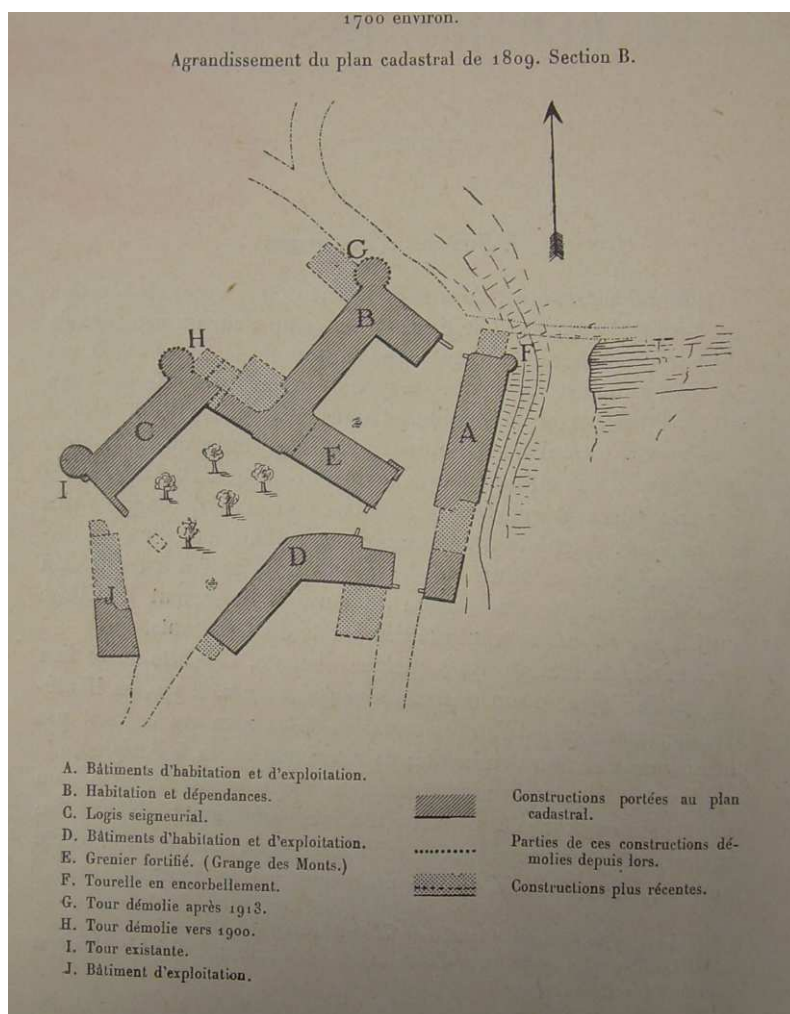 1700 environ.
Agrandissement du plan cadastral de 1809. Section B.
G
B
H
F
C
A
E
I
D
J
A. Bâtiments d'habitation et d'exploitation.
B. Habitation et dépendances.
C. Logis seigneurial.
D. Bâtiments d'habitation et d'exploitation.
E. Grenier fortifié. (Grange des Monts.)
F. Tourelle en encorbellement.
G. Tour démolie après 1913.
H. Tour démolie vers 1900.
I. Tour existante.
J. Bâtiment d'exploitation.
Constructions portées au plan
cadastral.
Parties de ces constructions dé-
molies depuis lors.
Constructions plus récentes.